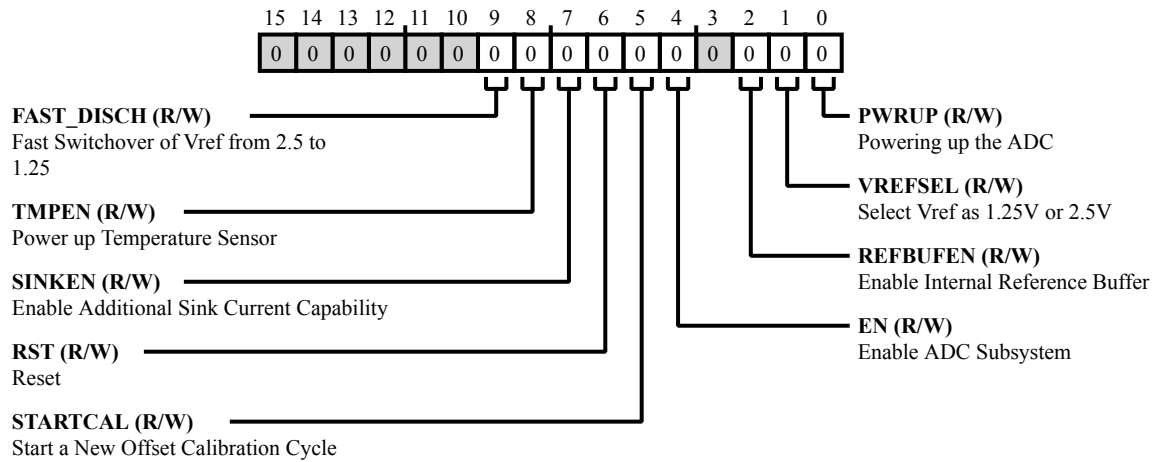 15 14 13 12 11 10 9 8 7 6 5 4 3 2 1 0
0 0 0 0 0 0 0 0 0 0 0 0 0 0 0 0
FAST_DISCH (R/W)
Fast Switchover of Vref from 2.5 to
1.25
TMPEN (R/W)
Power up Temperature Sensor
SINKEN (R/W)
Enable Additional Sink Current Capability
RST (R/W)
Reset
STARTCAL (R/W)
Start a New Offset Calibration Cycle
PWRUP (R/W)
Powering up the ADC
VREFSEL (R/W)
Select Vref as 1.25V or 2.5V
REFBUFEN (R/W)
Enable Internal Reference Buffer
EN (R/W)
Enable ADC Subsystem